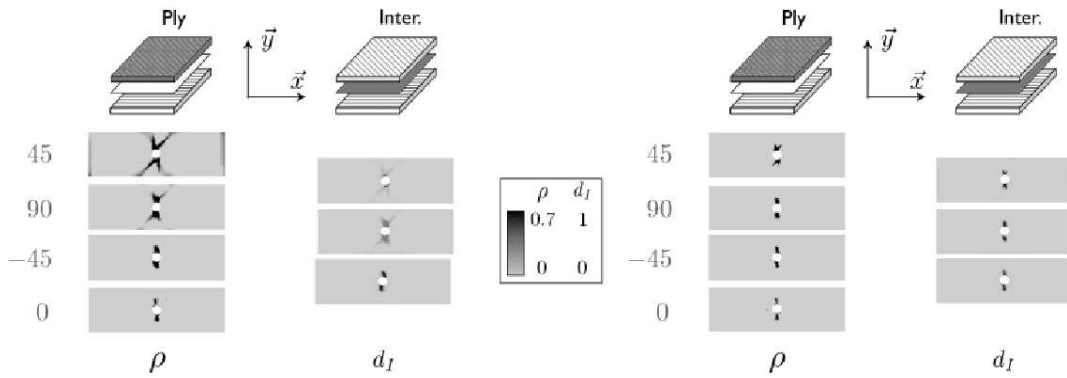 Ply
Inter.
Ply
Inter.
y⃗
x⃗
y⃗
x⃗
45
90
−45
0
ρ
d_I
ρ d_I
0.7 1
0 0
45
90
−45
0
ρ
d_I